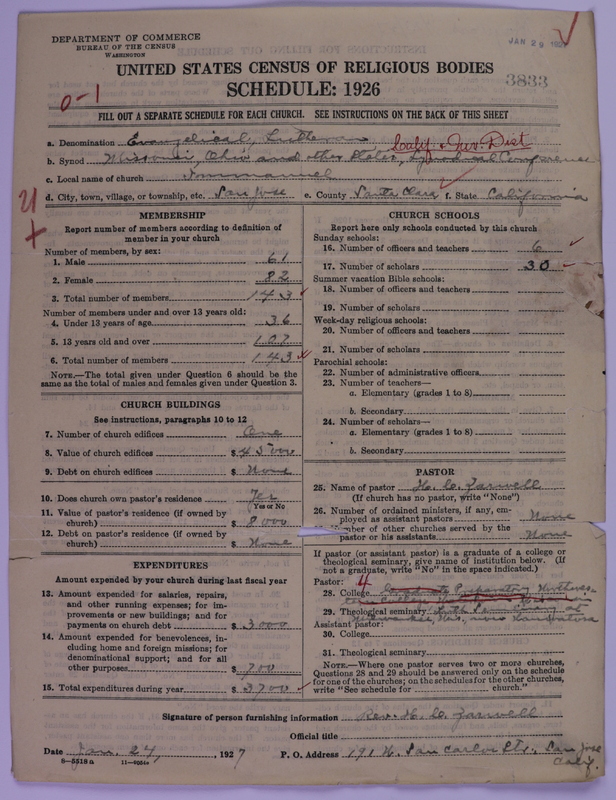 DEPARTMENT OF COMMERCE
BUREAU OF THE CENSUS
WASHINGTON
JAN 29 1927
UNITED STATES CENSUS OF RELIGIOUS BODIES
SCHEDULE: 1926
3833
0-1
FILL OUT A SEPARATE SCHEDULE FOR EACH CHURCH. SEE INSTRUCTIONS ON THE BACK OF THIS SHEET
a. Denomination Evangelical Lutheran
Calif. & Nev. Dist
b. Synod Missouri, Ohio and other States, Synodical Conference
c. Local name of church Immanuel
d. City, town, village, or township, etc. San Jose e. County Santa Clara f. State California
MEMBERSHIP
Report number of members according to definition of
member in your church
Number of members, by sex:
1. Male 61
2. Female 82
3. Total number of members 143
Number of members under and over 13 years old:
4. Under 13 years of age 36
5. 13 years old and over 107
6. Total number of members 143
NOTE.—The total given under Question 6 should be the
same as the total of males and females given under Question 3.
CHURCH BUILDINGS
See instructions, paragraphs 10 to 12
7. Number of church edifices One
8. Value of church edifices $ 45000
9. Debt on church edifices $ None
10. Does church own pastor's residence? Yes
Yes or No
11. Value of pastor's residence (if owned by
church) $ 8000
12. Debt on pastor's residence (if owned by
church) $ None
EXPENDITURES
Amount expended by your church during last fiscal year
13. Amount expended for salaries, repairs,
and other running expenses; for im-
provements or new buildings; and for
payments on church debt $ 3000
14. Amount expended for benevolences, in-
cluding home and foreign missions; for
denominational support; and for all
other purposes $ 700
15. Total expenditures during year $ 3700
CHURCH SCHOOLS
Report here only schools conducted by this church
Sunday schools:
16. Number of officers and teachers 6
17. Number of scholars 30
Summer vacation Bible schools:
18. Number of officers and teachers
19. Number of scholars
Week-day religious schools:
20. Number of officers and teachers
21. Number of scholars
Parochial schools:
22. Number of administrative officers
23. Number of teachers—
a. Elementary (grades 1 to 8)
b. Secondary
24. Number of scholars—
a. Elementary (grades 1 to 8)
b. Secondary
PASTOR
25. Name of pastor H. C.
(If church has no pastor, write "None")
26. Number of ordained ministers, if any, em-
ployed as assistant pastors None
Number of other churches served by the
pastor or his assistants None
If pastor (or assistant pastor) is a graduate of a college or
theological seminary, give name of institution below. (If
not a graduate, write "No" in the space indicated.)
Pastor: 4
28. College
29. Theological seminary
Assistant pastor:
30. College
31. Theological seminary
NOTE.—Where one pastor serves two or more churches,
Questions 28 and 29 should be answered only on the schedule
for one of the churches; on the schedules for the other churches,
write "See schedule for church."
Signature of person furnishing information Rev. H. C.
Official title
Date Jan. 24, 1927 P. O. Address 191 N. San Carlos St., San Jose
Calif.
8-5518a